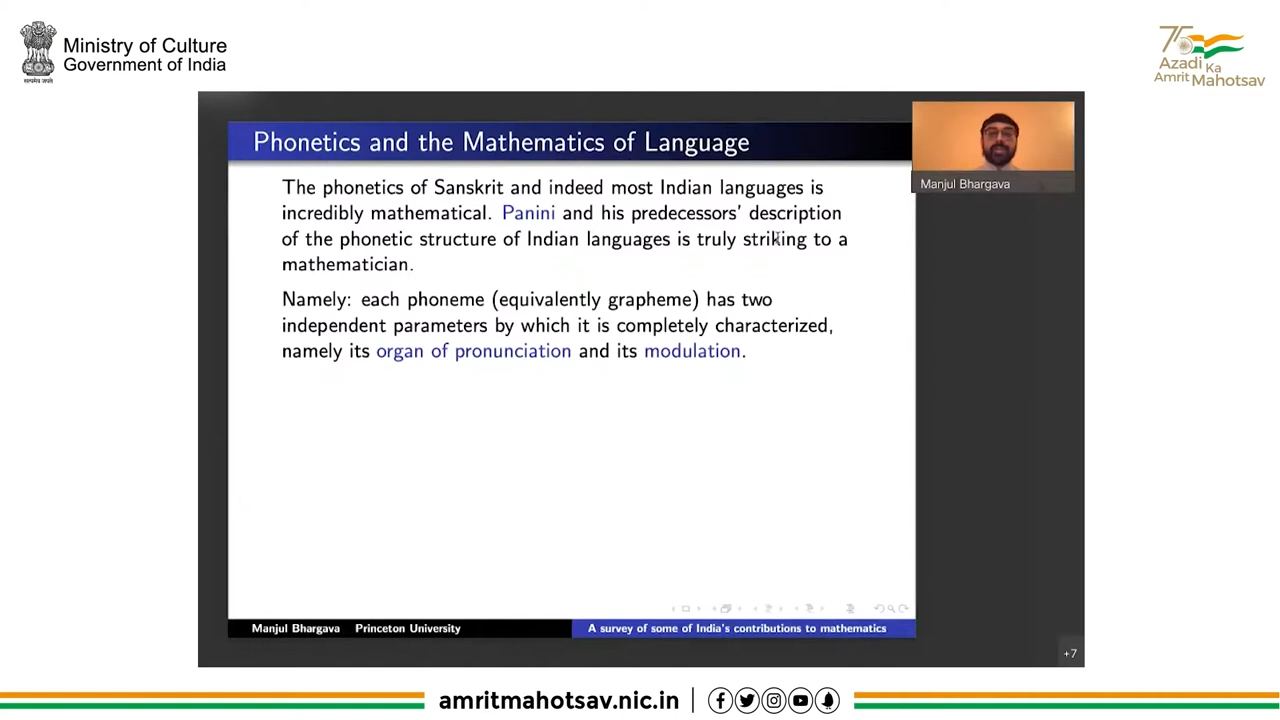 Ministry of Culture
Government of India
सत्यमेव जयते
75
Azadi Ka
Amrit Mahotsav
Phonetics and the Mathematics of Language
Manjul Bhargava
The phonetics of Sanskrit and indeed most Indian languages is
incredibly mathematical. Panini and his predecessors' description
of the phonetic structure of Indian languages is truly striking to a
mathematician.
Namely: each phoneme (equivalently grapheme) has two
independent parameters by which it is completely characterized,
namely its organ of pronunciation and its modulation.
Manjul Bhargava Princeton University
A survey of some of India's contributions to mathematics
+7
amritmahotsav.nic.in